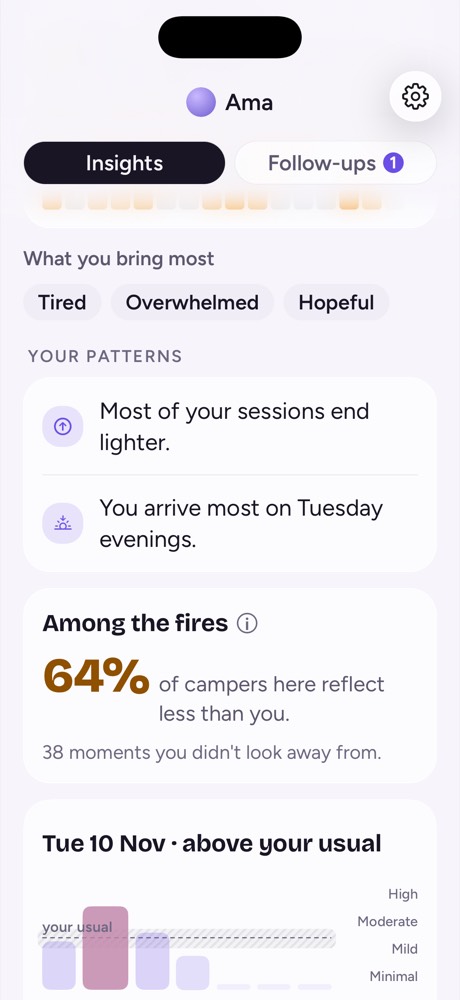 Ama
Insights
Follow-ups 1
What you bring most
Tired
Overwhelmed
Hopeful
YOUR PATTERNS
Most of your sessions end
lighter.
You arrive most on Tuesday
evenings.
Among the fires
64% of campers here reflect
less than you.
38 moments you didn't look away from.
Tue 10 Nov · above your usual
High
your usual
Moderate
Mild
Minimal